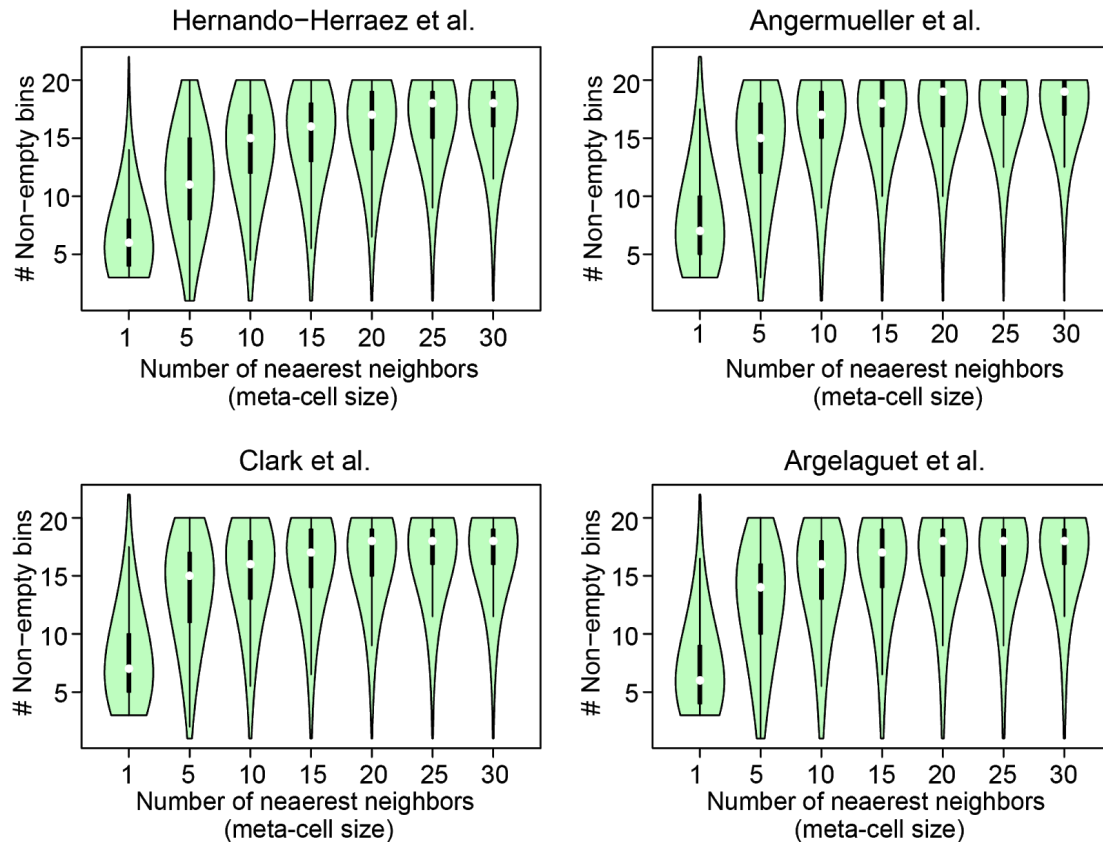 Hernando−Herraez et al.
# Non−empty bins
20
15
10
5
1 5 10 15 20 25 30
Number of neaerest neighbors
(meta-cell size)
Angermueller et al.
# Non−empty bins
20
15
10
5
1 5 10 15 20 25 30
Number of neaerest neighbors
(meta-cell size)
Clark et al.
# Non−empty bins
20
15
10
5
1 5 10 15 20 25 30
Number of neaerest neighbors
(meta-cell size)
Argelaguet et al.
# Non−empty bins
20
15
10
5
1 5 10 15 20 25 30
Number of neaerest neighbors
(meta-cell size)